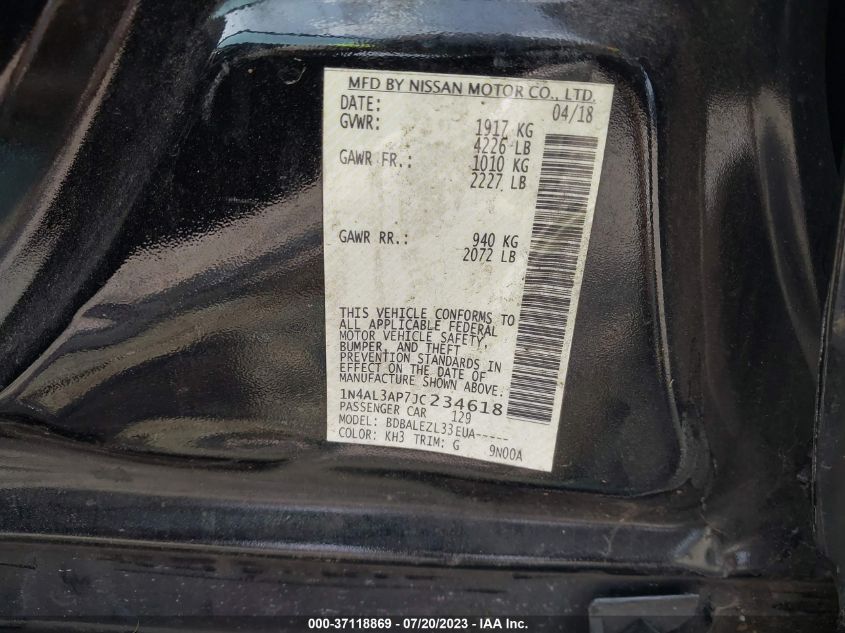 MFD BY NISSAN MOTOR CO., LTD.
DATE: 04/18
GVWR: 1917 KG
4226 LB
GAWR FR.: 1010 KG
2227 LB
GAWR RR.: 940 KG
2072 LB
THIS VEHICLE CONFORMS TO
ALL APPLICABLE FEDERAL
MOTOR VEHICLE SAFETY,
BUMPER, AND THEFT
PREVENTION STANDARDS IN
EFFECT ON THE DATE OF
MANUFACTURE SHOWN ABOVE.
1N4AL3AP7JC234618
PASSENGER CAR 129
MODEL: BDBALEZL33EUA-----
COLOR: KH3 TRIM: G 9N00A
000-37118869 - 07/20/2023 - IAA Inc.